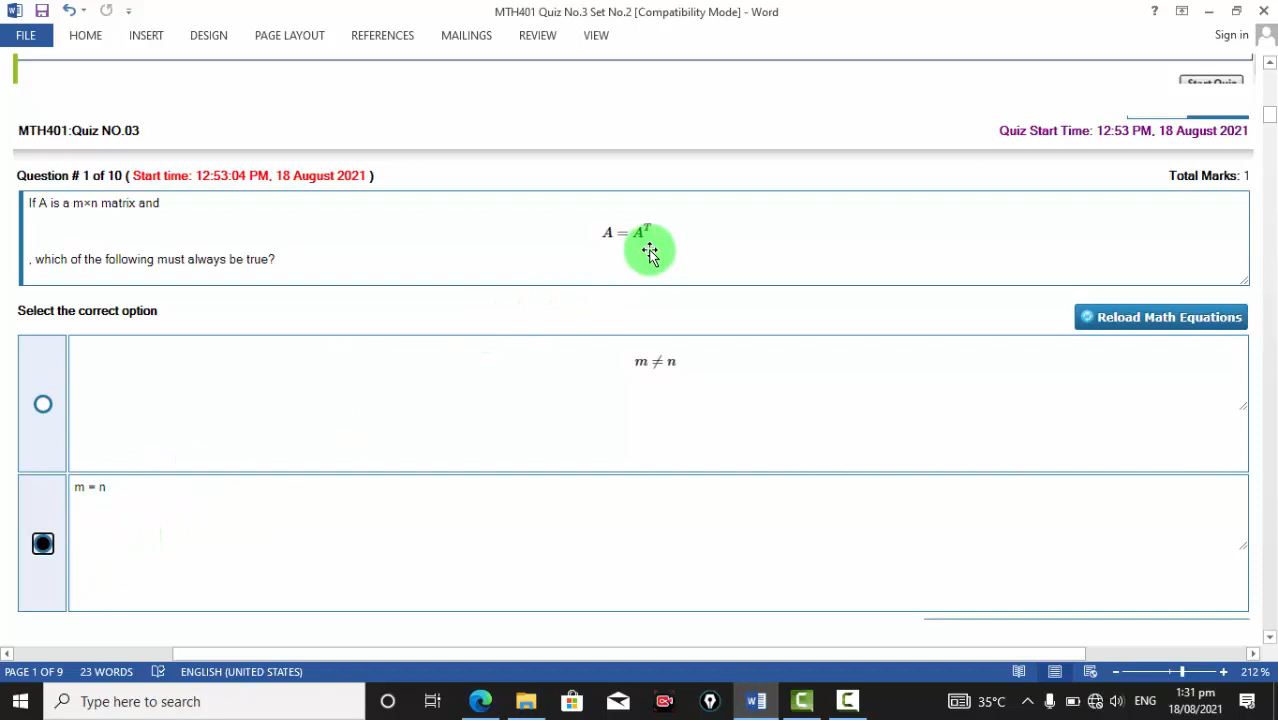 MTH401 Quiz No.3 Set No.2 [Compatibility Mode] - Word
FILE HOME INSERT DESIGN PAGE LAYOUT REFERENCES MAILINGS REVIEW VIEW Sign in
Start Quiz
MTH401:Quiz NO.03 Quiz Start Time: 12:53 PM, 18 August 2021
Question # 1 of 10 ( Start time: 12:53:04 PM, 18 August 2021 ) Total Marks: 1
If A is a m×n matrix and
A = A^T
, which of the following must always be true?
Select the correct option Reload Math Equations
m ≠ n
m = n
PAGE 1 OF 9 23 WORDS ENGLISH (UNITED STATES) 212 %
Type here to search 35°C ENG 1:31 pm
18/08/2021